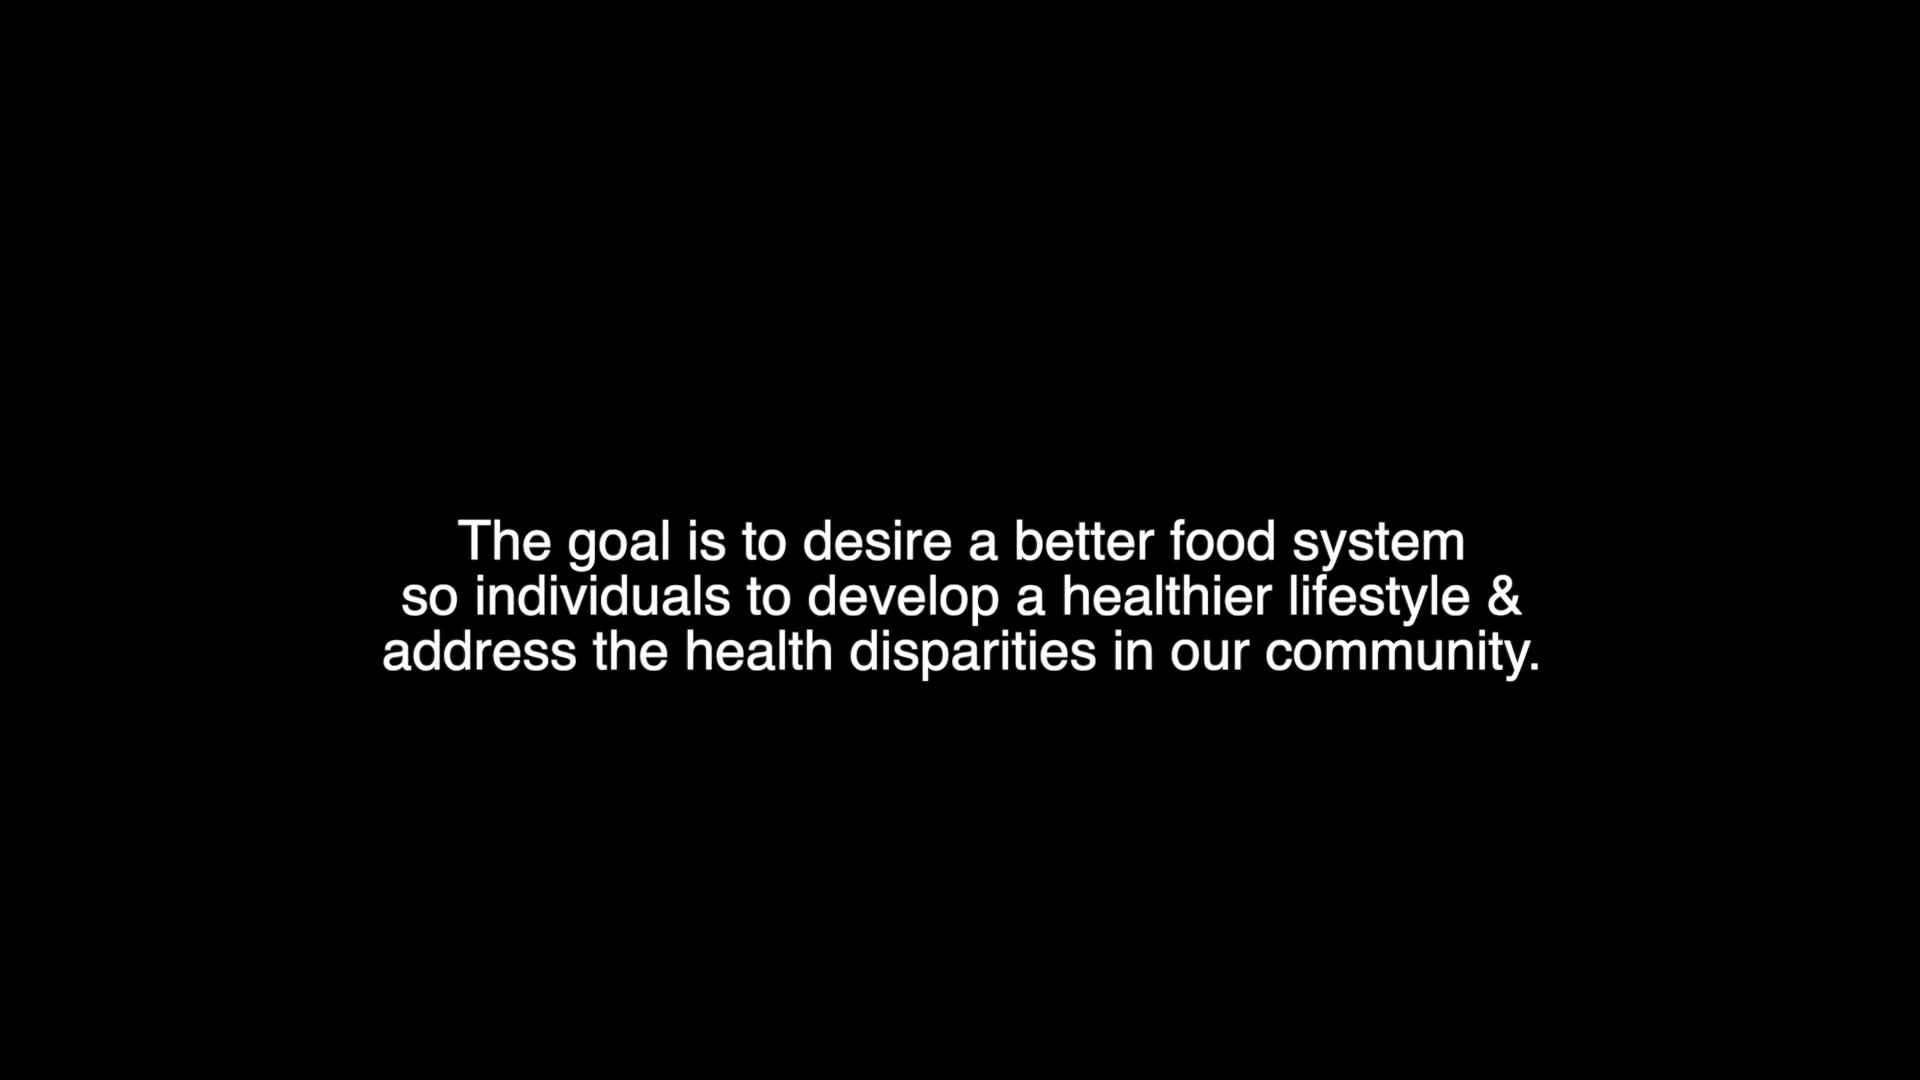 The goal is to desire a better food system
so individuals to develop a healthier lifestyle &
address the health disparities in our community.